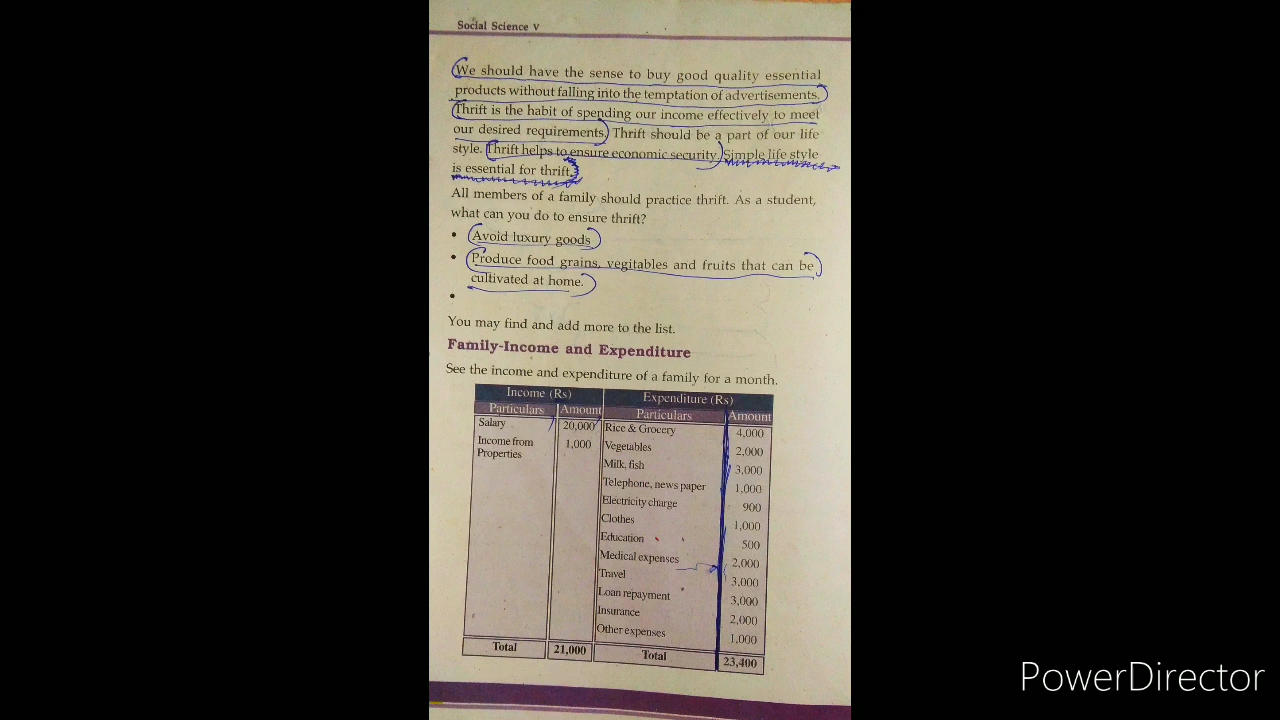 Social Science V
We should have the sense to buy good quality essential
products without falling into the temptation of advertisements.
Thrift is the habit of spending our income effectively to meet
our desired requirements. Thrift should be a part of our life
style. Thrift helps to ensure economic security. Simple life style
is essential for thrift.
All members of a family should practice thrift. As a student,
what can you do to ensure thrift?
• Avoid luxury goods
• Produce food grains, vegitables and fruits that can be
cultivated at home.
•
You may find and add more to the list.
Family-Income and Expenditure
See the income and expenditure of a family for a month.
Income (Rs) Expenditure (Rs)
Particulars Amount Particulars Amount
Salary 20,000 Rice & Grocery 4,000
Income from 1,000 Vegetables 2,000
Properties Milk, fish 3,000
Telephone, news paper 1,000
Electricity charge 900
Clothes 1,000
Education 500
Medical expenses 2,000
Travel 3,000
Loan repayment 3,000
Insurance 2,000
Other expenses 1,000
Total 21,000 Total 23,400
PowerDirector